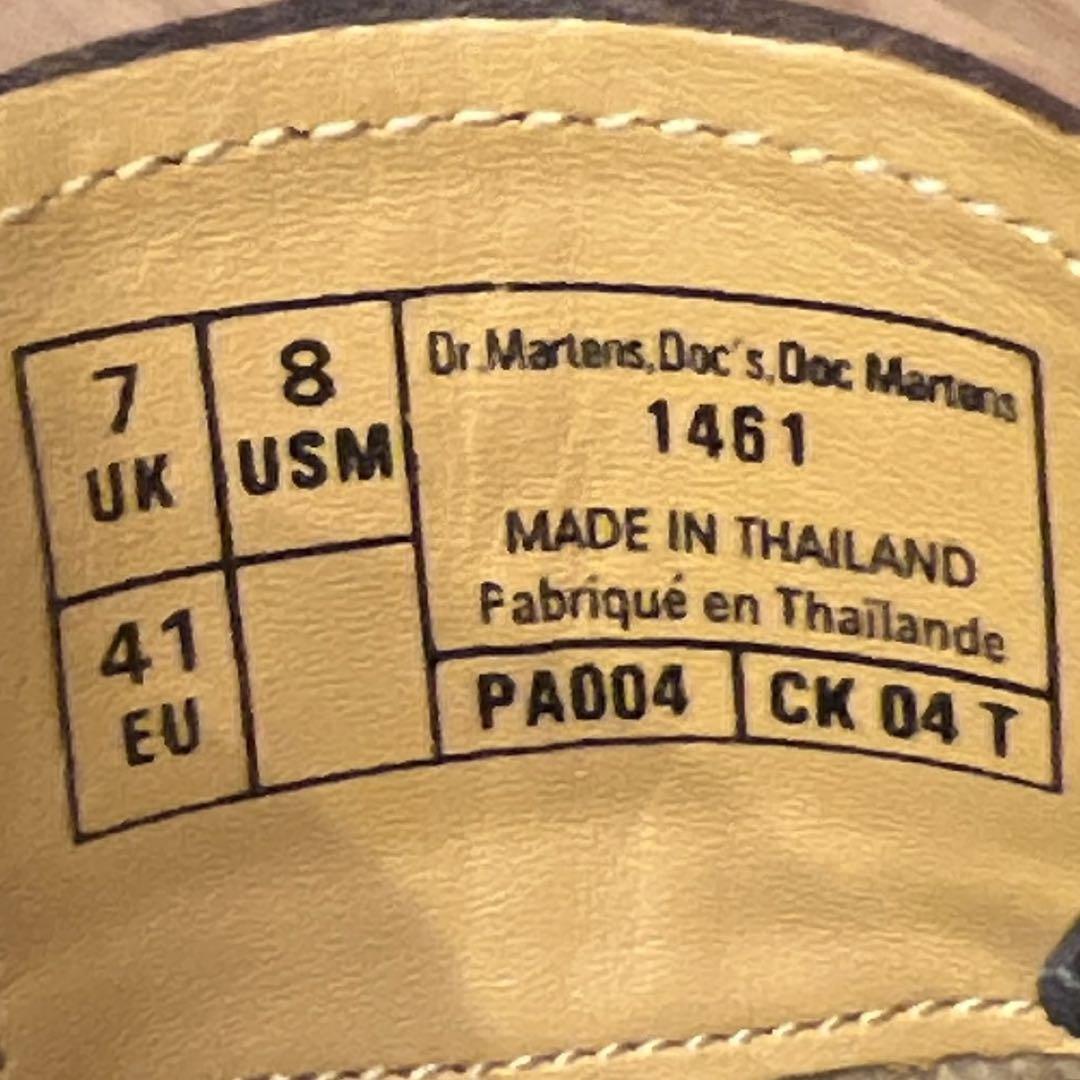 7
UK
8
USM
41
EU
Dr.Martens,Doc's,Doc Martens
1461
MADE IN THAILAND
Fabriqué en Thaïlande
PA004
CK 04 T